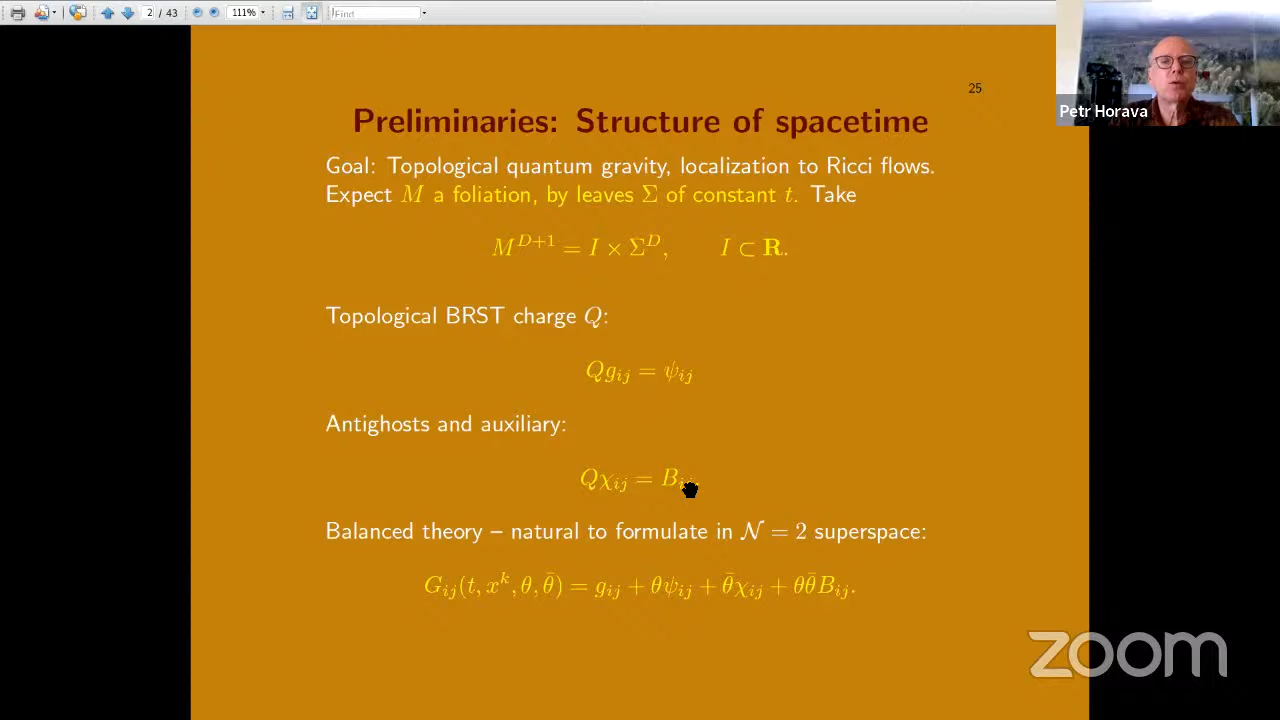 2 / 43
111%
Find
Petr Horava
25
Preliminaries: Structure of spacetime
Goal: Topological quantum gravity, localization to Ricci flows.
Expect M a foliation, by leaves Σ of constant t. Take
M^{D+1} = I × Σ^D, I ⊂ R.
Topological BRST charge Q:
Qg_{ij} = ψ_{ij}
Antighosts and auxiliary:
Qχ_{ij} = B
Balanced theory – natural to formulate in 𝒩 = 2 superspace:
G_{ij}(t, x^k, θ, θ̄) = g_{ij} + θψ_{ij} + θ̄χ_{ij} + θθ̄B_{ij}.
zoom